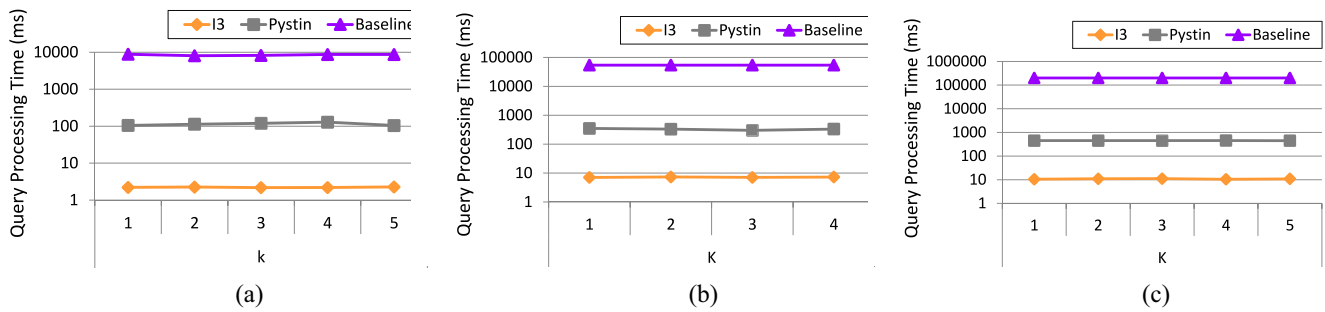 I3 Pystin Baseline
Query Processing Time (ms)
10000
1000
100
10
1
1 2 3 4 5
k
(a)
I3 Pystin Baseline
Query Processing Time (ms)
100000
10000
1000
100
10
1
1 2 3 4
K
(b)
I3 Pystin Baseline
Query Processing Time (ms)
1000000
100000
10000
1000
100
10
1
1 2 3 4 5
K
(c)